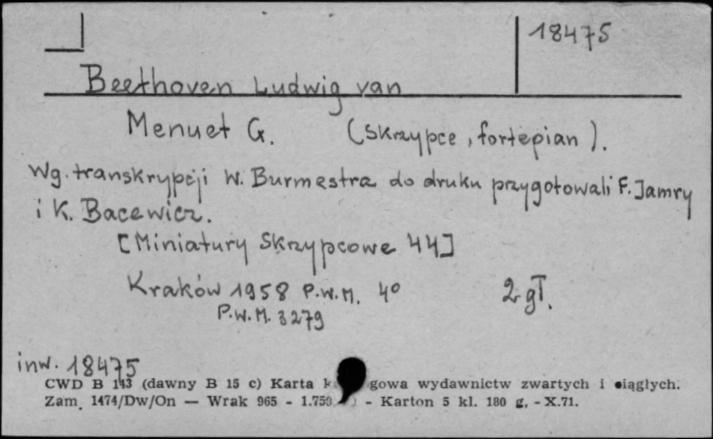 18475
Beethoven Ludwig van
Menuet G. (skrzypce, fortepian).
Wg. transkrypcji W. Burmestra do druku przygotowali F. Jamry
i K. Bacewicz.
[Miniatury Skrzypcowe 44]
Kraków 1958 P.W.M. 4° 2 gł.
P.W.M. 3279
inw. 18475
CWD B 143 (dawny B 15 c) Karta k gowa wydawnictw zwartych i ciągłych.
Zam. 1474/Dw/On — Wrak 965 - 1.750 - Karton 5 kl. 180 g. - X.71.